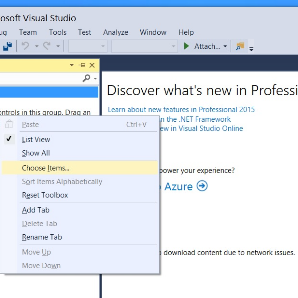 osoft Visual Studio
ug Team Tools Test Analyze Window Help
Attach...
Discover what's new in Professi
Learn about new features in Professional 2015
ontrols in this group. Drag an
n the .NET Framework
Paste Ctrl+V
w in Visual Studio Online
List View
Show All
Choose Items...
power your experience?
Sort Items Alphabetically
o Azure
Reset Toolbox
Add Tab
Delete Tab
Rename Tab
Move Up
download content due to network issues.
Move Down